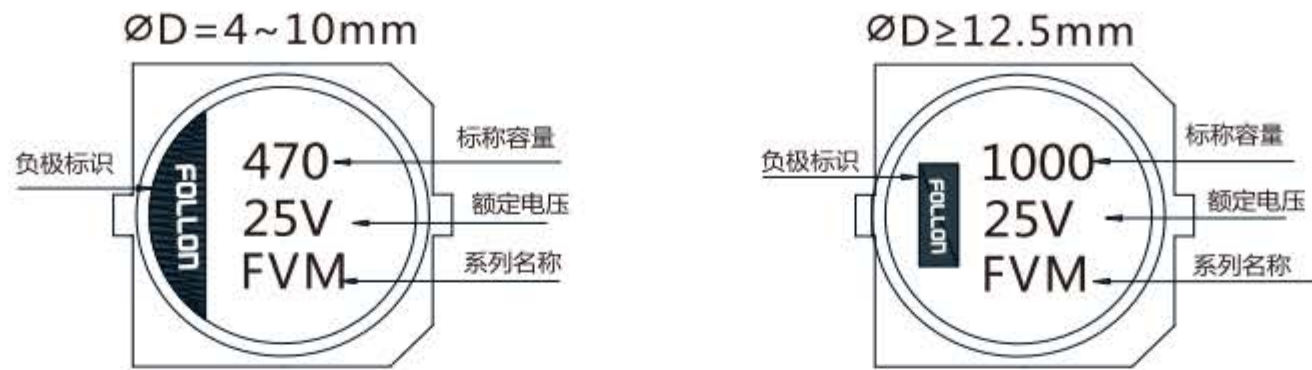 ØD=4~10mm
负极标识
FOLLON
470
25V
FVM
标称容量
额定电压
系列名称
ØD≥12.5mm
负极标识
FOLLON
1000
25V
FVM
标称容量
额定电压
系列名称